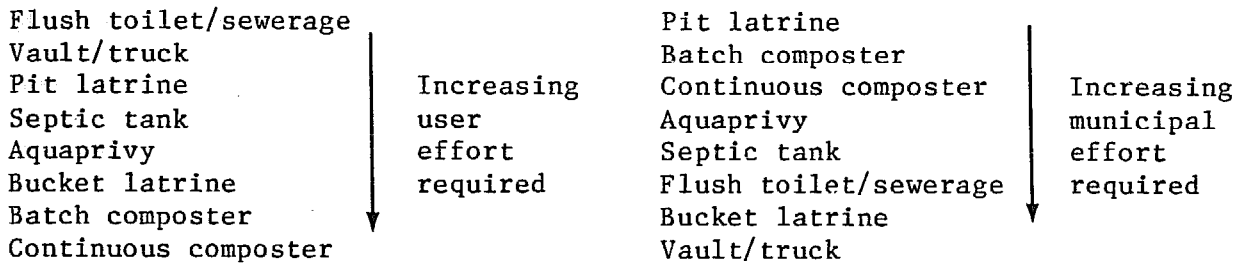 Flush toilet/sewerage
Vault/truck
Pit latrine
Septic tank
Aquaprivy
Bucket latrine
Batch composter
Continuous composter
Increasing
user
effort
required
Pit latrine
Batch composter
Continuous composter
Aquaprivy
Septic tank
Flush toilet/sewerage
Bucket latrine
Vault/truck
Increasing
municipal
effort
required